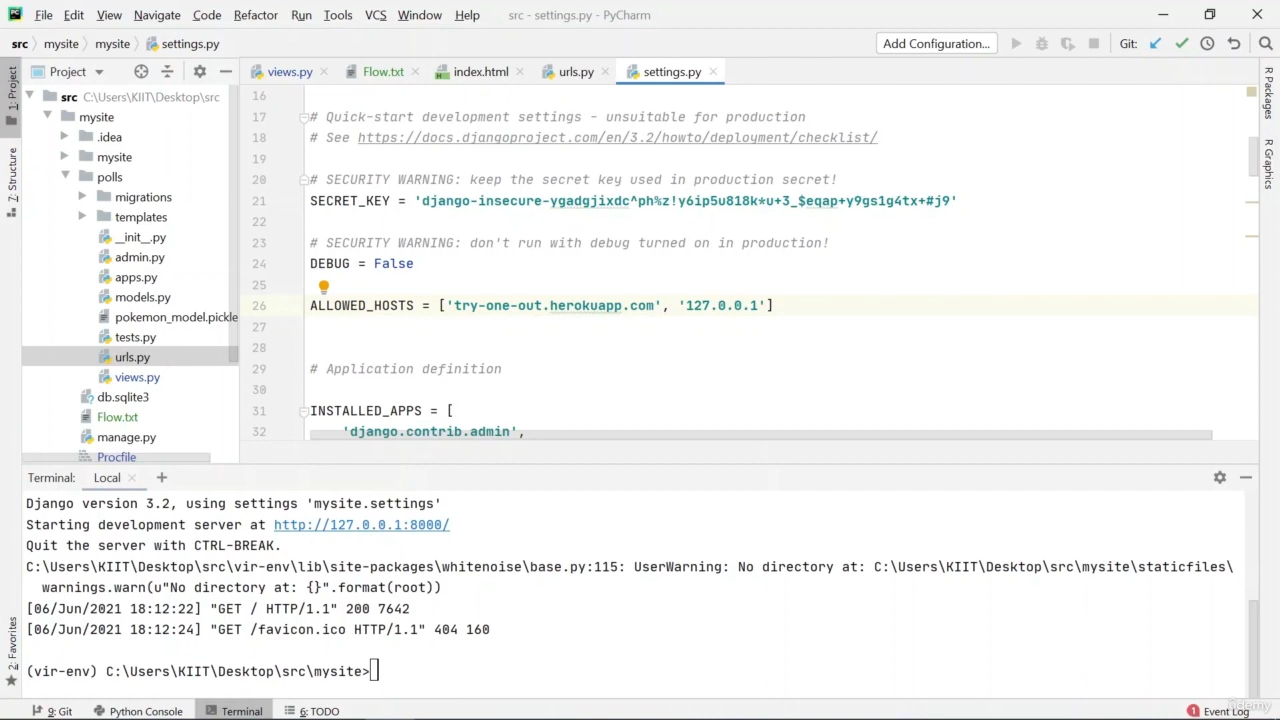 File Edit View Navigate Code Refactor Run Tools VCS Window Help src - settings.py - PyCharm
src mysite mysite settings.py Add Configuration... Git:
Project views.py Flow.txt index.html urls.py settings.py
1: Project
7: Structure
2: Favorites
R Packages
R Graphics
src C:\Users\KIIT\Desktop\src
mysite
.idea
mysite
polls
migrations
templates
__init__.py
admin.py
apps.py
models.py
pokemon_model.pickle
tests.py
urls.py
views.py
db.sqlite3
Flow.txt
manage.py
Procfile
16
17 # Quick-start development settings - unsuitable for production
18 # See https://docs.djangoproject.com/en/3.2/howto/deployment/checklist/
19
20 # SECURITY WARNING: keep the secret key used in production secret!
21 SECRET_KEY = 'django-insecure-ygadgjixdc^ph%z!y6ip5u818k*u+3_$eqap+y9gs1g4tx+#j9'
22
23 # SECURITY WARNING: don't run with debug turned on in production!
24 DEBUG = False
25
26 ALLOWED_HOSTS = ['try-one-out.herokuapp.com', '127.0.0.1']
27
28
29 # Application definition
30
31 INSTALLED_APPS = [
32 'django.contrib.admin',
Terminal: Local
Django version 3.2, using settings 'mysite.settings'
Starting development server at http://127.0.0.1:8000/
Quit the server with CTRL-BREAK.
C:\Users\KIIT\Desktop\src\vir-env\lib\site-packages\whitenoise\base.py:115: UserWarning: No directory at: C:\Users\KIIT\Desktop\src\mysite\staticfiles\
warnings.warn(u"No directory at: {}".format(root))
[06/Jun/2021 18:12:22] "GET / HTTP/1.1" 200 7642
[06/Jun/2021 18:12:24] "GET /favicon.ico HTTP/1.1" 404 160
(vir-env) C:\Users\KIIT\Desktop\src\mysite>
9: Git Python Console Terminal 6: TODO 1 Event Log
udemy